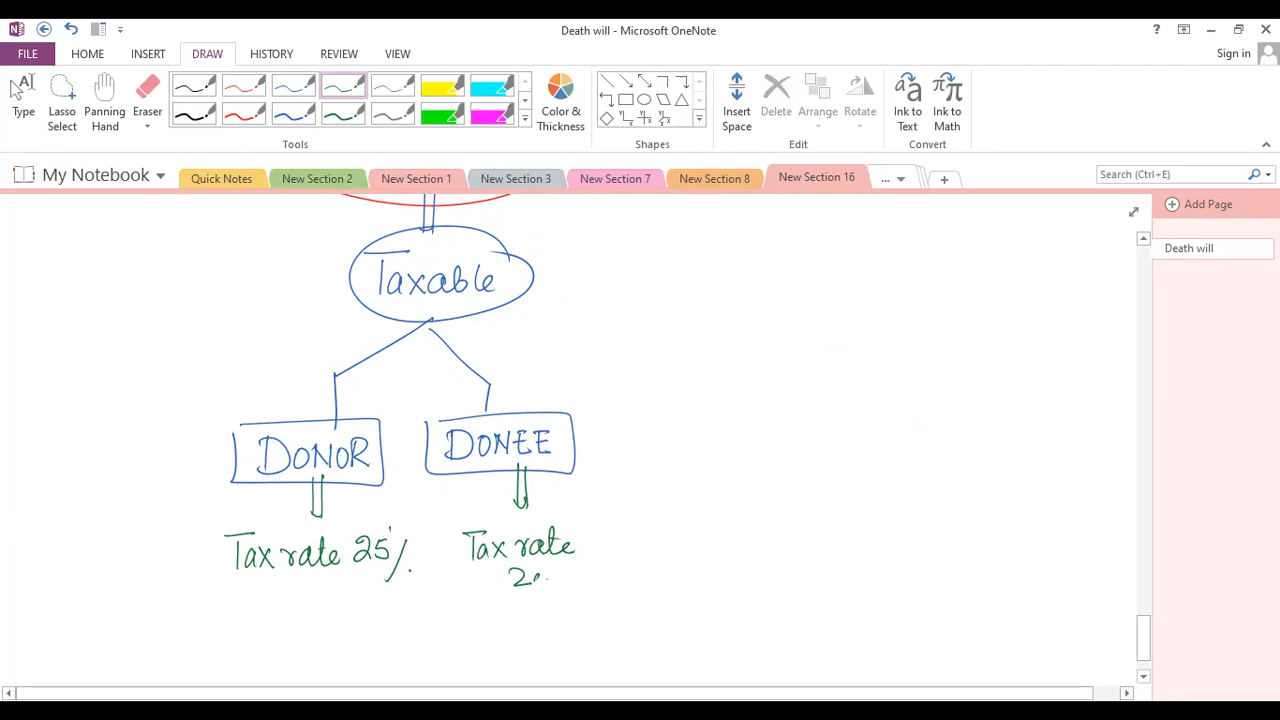 Death will - Microsoft OneNote
FILE HOME INSERT DRAW HISTORY REVIEW VIEW Sign in
Type Lasso Select Panning Hand Eraser Color & Thickness Insert Space Delete Arrange Rotate Ink to Text Ink to Math
Tools Shapes Edit Convert
My Notebook Quick Notes New Section 2 New Section 1 New Section 3 New Section 7 New Section 8 New Section 16 ... Search (Ctrl+E)
Add Page
Death will
Taxable
DONOR DONEE
Tax rate 25% Tax rate
2